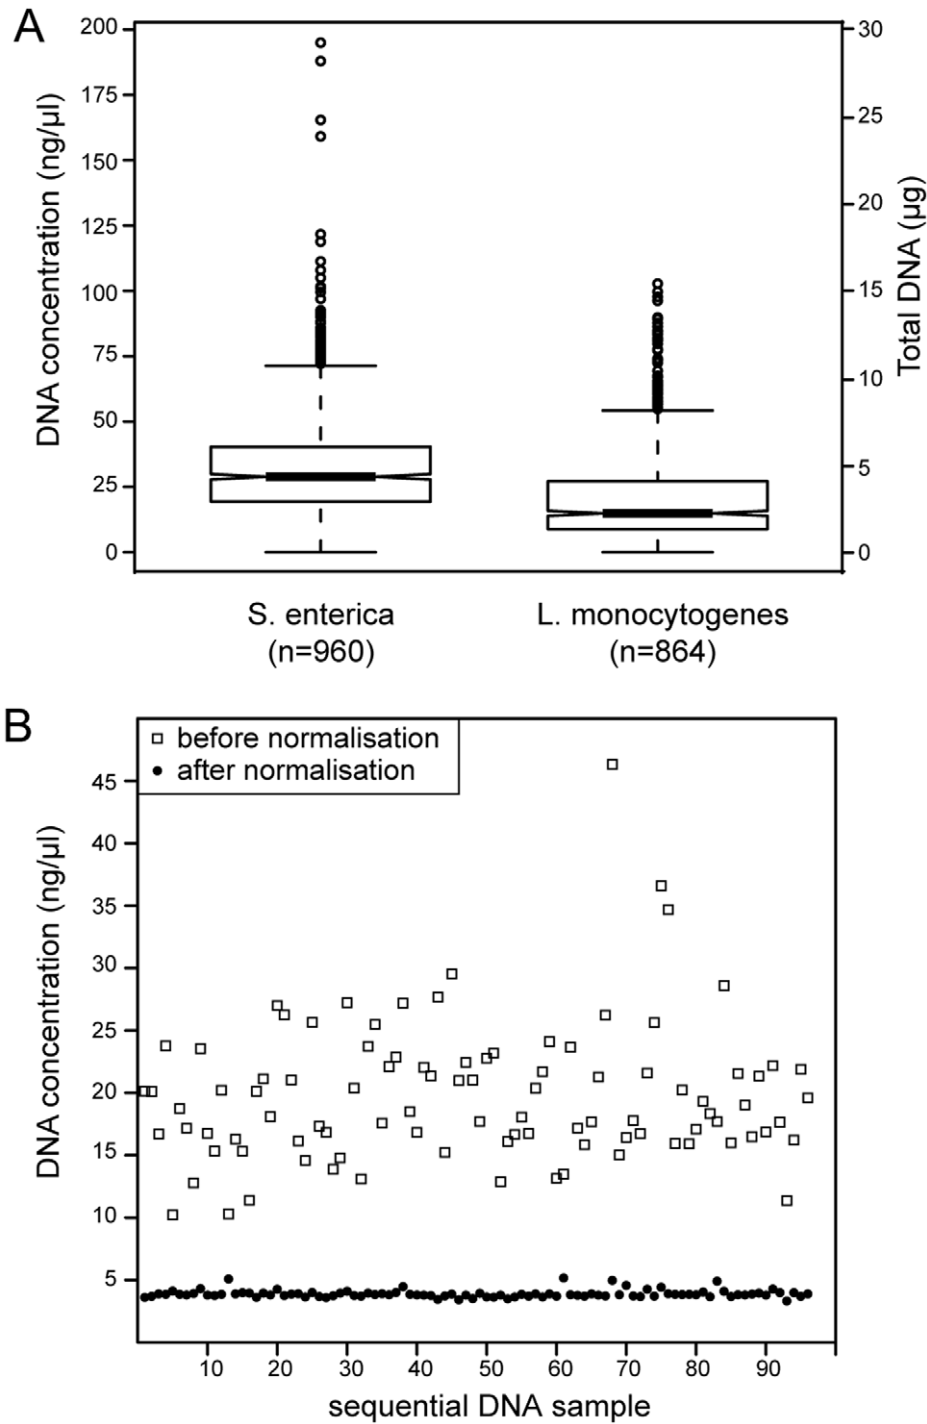 A
200
175
150
125
100
75
50
25
0
DNA concentration (ng/µl)
30
25
20
15
10
5
0
Total DNA (µg)
S. enterica
(n=960)
L. monocytogenes
(n=864)
B
before normalisation
after normalisation
45
40
35
30
25
20
15
10
5
DNA concentration (ng/µl)
10 20 30 40 50 60 70 80 90
sequential DNA sample